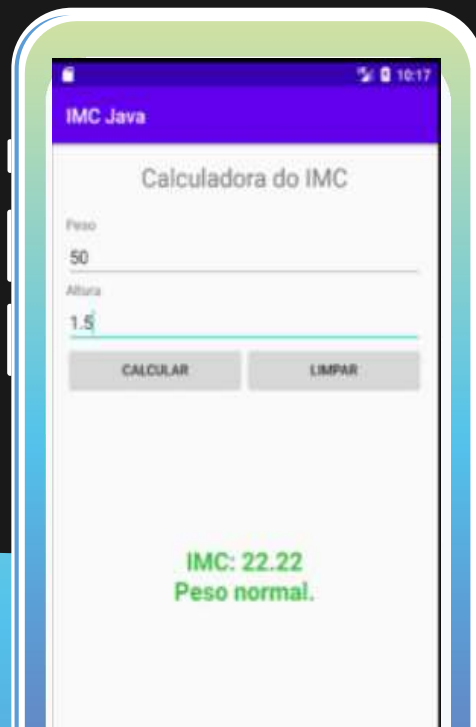 10:17
IMC Java
Calculadora do IMC
Peso
50
Altura
1.5
CALCULAR LIMPAR
IMC: 22.22
Peso normal.